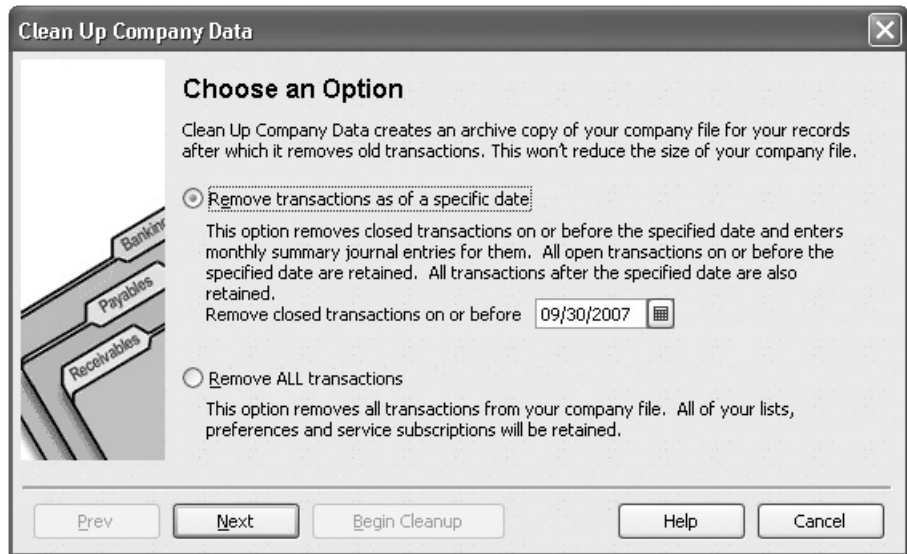 Clean Up Company Data
Choose an Option
Clean Up Company Data creates an archive copy of your company file for your records
after which it removes old transactions. This won't reduce the size of your company file.
Remove transactions as of a specific date
This option removes closed transactions on or before the specified date and enters
monthly summary journal entries for them. All open transactions on or before the
specified date are retained. All transactions after the specified date are also
retained.
Remove closed transactions on or before 09/30/2007
Banking
Payables
Receivables
Remove ALL transactions
This option removes all transactions from your company file. All of your lists,
preferences and service subscriptions will be retained.
Prev Next Begin Cleanup Help Cancel